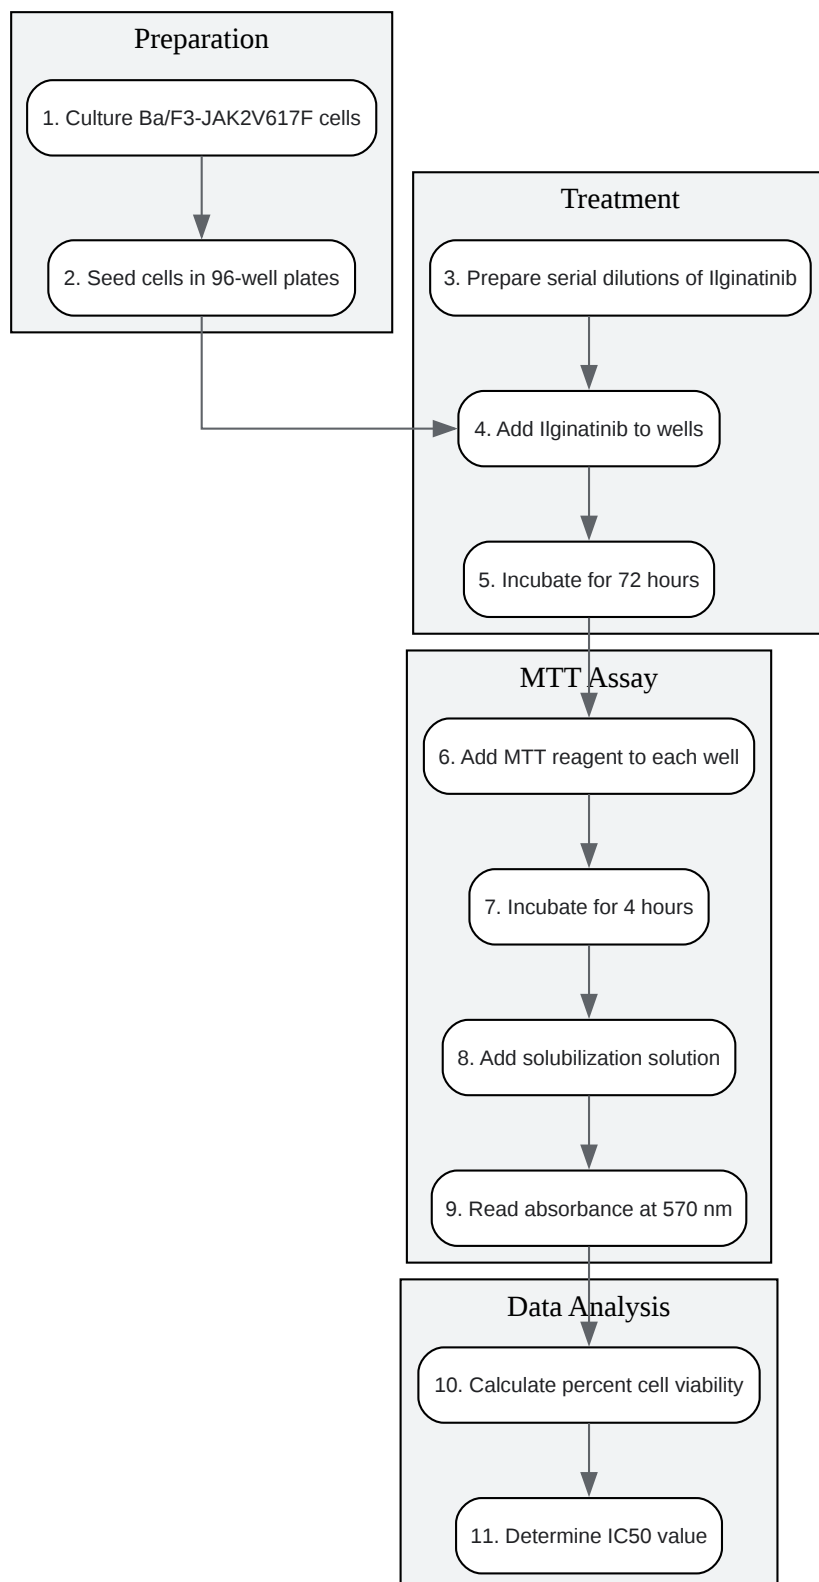 Preparation
1. Culture Ba/F3-JAK2V617F cells
2. Seed cells in 96-well plates
Treatment
3. Prepare serial dilutions of Ilginatinib
4. Add Ilginatinib to wells
5. Incubate for 72 hours
MTT Assay
6. Add MTT reagent to each well
7. Incubate for 4 hours
8. Add solubilization solution
9. Read absorbance at 570 nm
Data Analysis
10. Calculate percent cell viability
11. Determine IC50 value